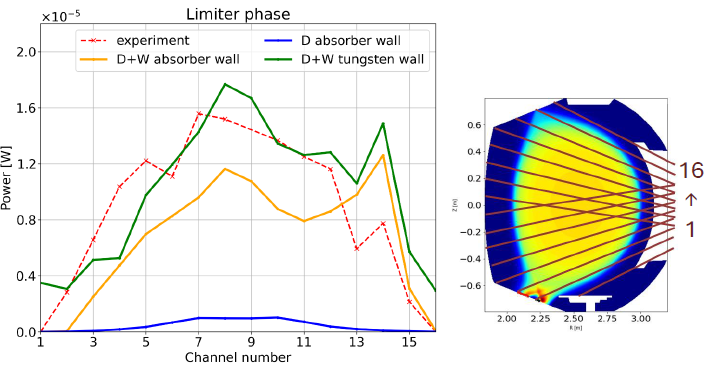 Limiter phase
×10⁻⁵
experiment
D absorber wall
D+W absorber wall
D+W tungsten wall
2.0
1.6
1.2
0.8
0.4
0.0
Power [W]
1 3 5 7 9 11 13 15
Channel number
0.6
0.4
0.2
0.0
−0.2
−0.4
−0.6
Z [m]
2.00 2.25 2.50 2.75 3.00
R [m]
16
↑
1